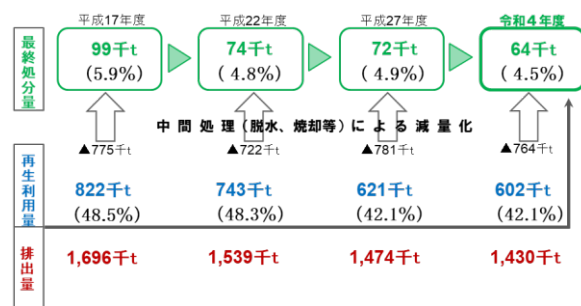 平成17年度 平成22年度 平成27年度 令和4年度
最終処分量
99千t 74千t 72千t 64千t
(5.9%) ( 4.8%) ( 4.9%) ( 4.5%)
中間処理(脱水、焼却等)による減量化
▲775千t ▲722千t ▲781千t ▲764千t
再生利用量
822千t 743千t 621千t 602千t
(48.5%) (48.3%) (42.1%) (42.1%)
排出量
1,696千t 1,539千t 1,474千t 1,430千t